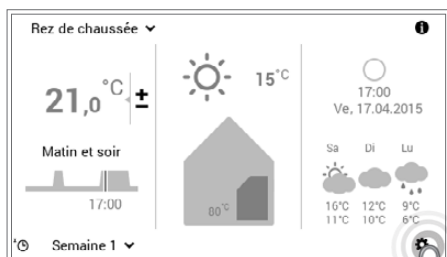 Rez de chaussée
21,0 °C ±
Matin et soir
17:00
Semaine 1
15°C
80°C
17:00
Ve, 17.04.2015
Sa Di Lu
16°C 12°C 9°C
11°C 10°C 6°C